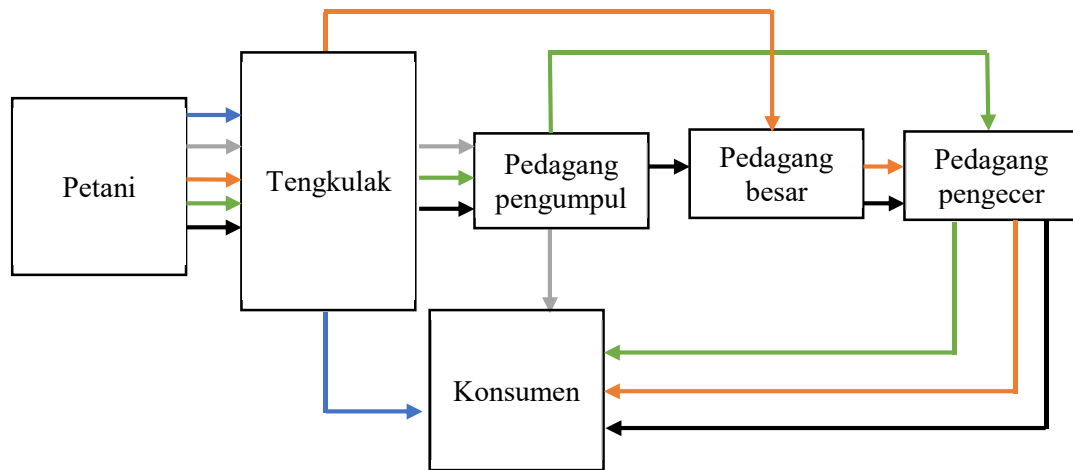 Petani
Tengkulak
Pedagang
pengumpul
Pedagang
besar
Pedagang
pengecer
Konsumen